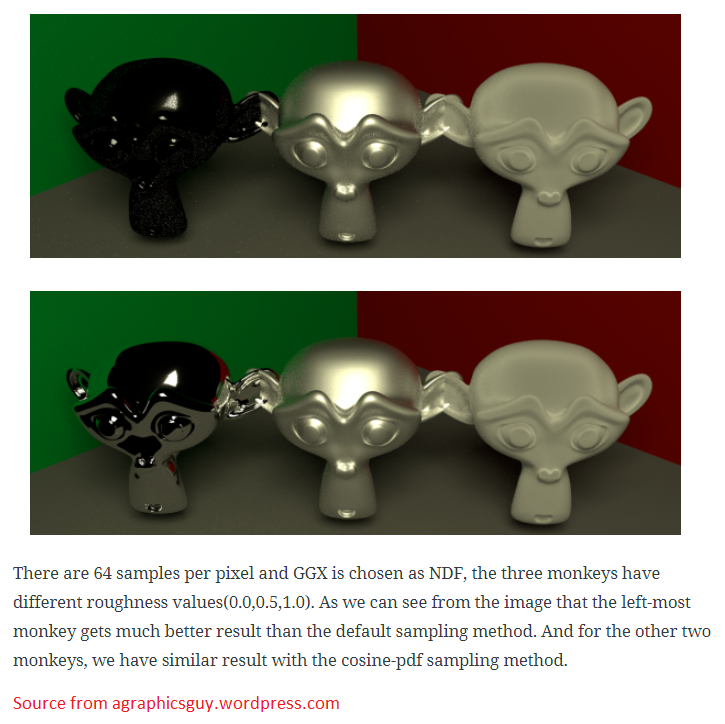 There are 64 samples per pixel and GGX is chosen as NDF, the three monkeys have
different roughness values(0.0,0.5,1.0). As we can see from the image that the left-most
monkey gets much better result than the default sampling method. And for the other two
monkeys, we have similar result with the cosine-pdf sampling method.
Source from agraphicsguy.wordpress.com